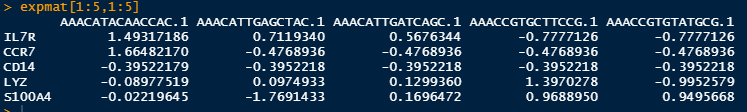 > expmat[1:5,1:5]
AAACATACAACCAC.1 AAACATTGAGCTAC.1 AAACATTGATCAGC.1 AAACCGTGCTTCCG.1 AAACCGTGTATGCG.1
IL7R 1.49317186 0.7119340 0.5676344 -0.7777126 -0.7777126
CCR7 1.66482170 -0.4768936 -0.4768936 -0.4768936 -0.4768936
CD14 -0.39522179 -0.3952218 -0.3952218 -0.3952218 -0.3952218
LYZ -0.08977519 0.0974933 0.1299360 1.3970278 -0.9952579
S100A4 -0.02219645 -1.7691433 0.1696472 0.9688950 0.9495668